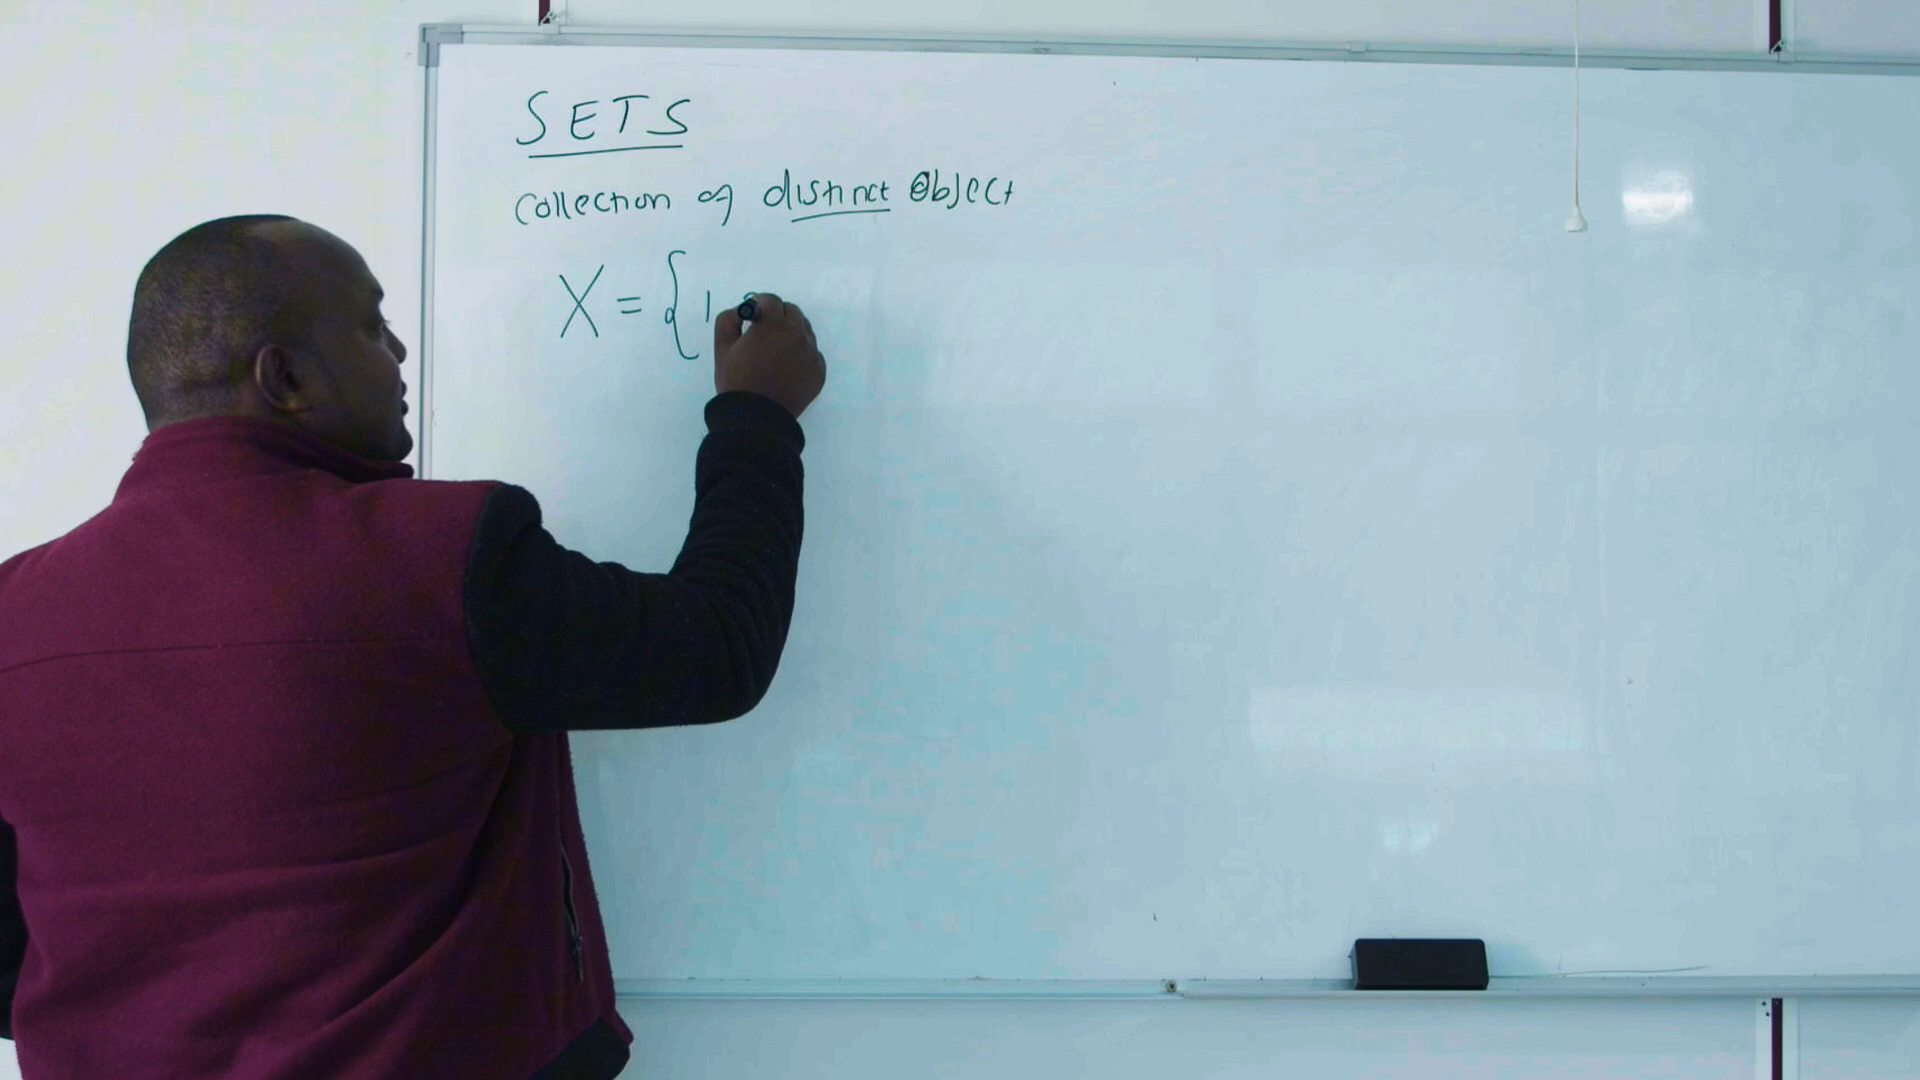 SETS
Collection of distinct Object
X = { 1